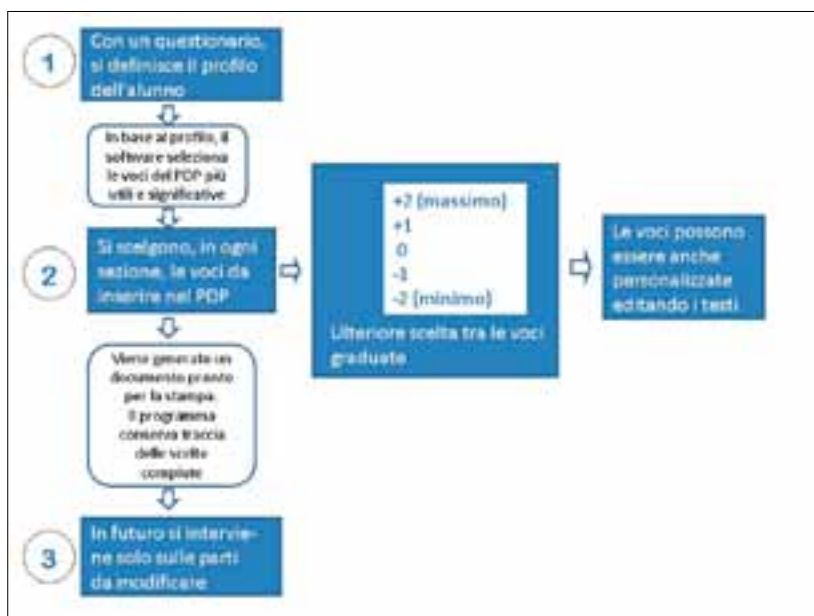 1
Con un questionario,
si definisce il profilo
dell'alunno
In base al profilo, il
software seleziona
le voci del PDP più
utili e significative
2
Si scelgono, in ogni
sezione, le voci da
inserire nel PDP
+2 (massimo)
+1
0
-1
-2 (minimo)
Ulteriore scelta tra le voci
graduate
Le voci possono
essere anche
personalizzate
editando i testi
Viene generato un
documento pronto
per la stampa.
Il programma
conserva traccia
delle scelte
compiute
3
In futuro si intervie-
ne solo sulle parti
da modificare